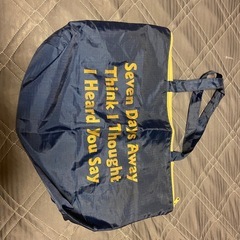 Seven Days Away
Think I Thought
I Heard You Say